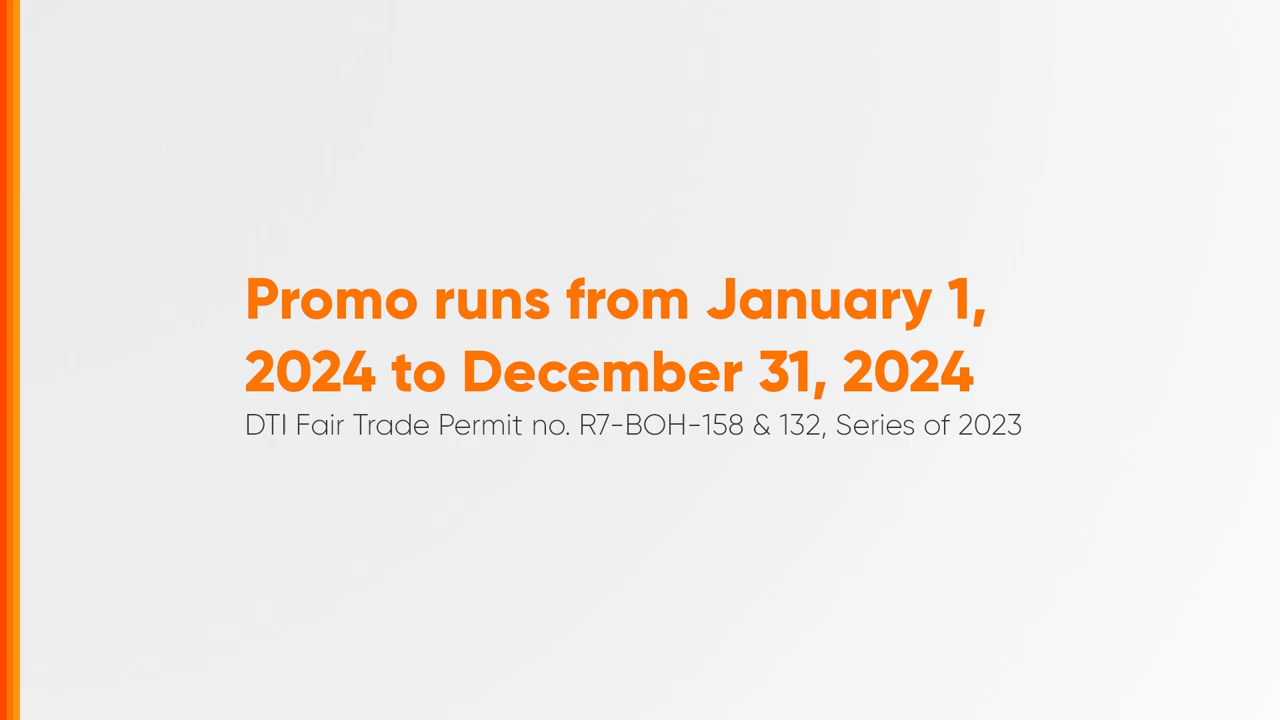 Promo runs from January 1,
2024 to December 31, 2024
DTI Fair Trade Permit no. R7-BOH-158 & 132, Series of 2023